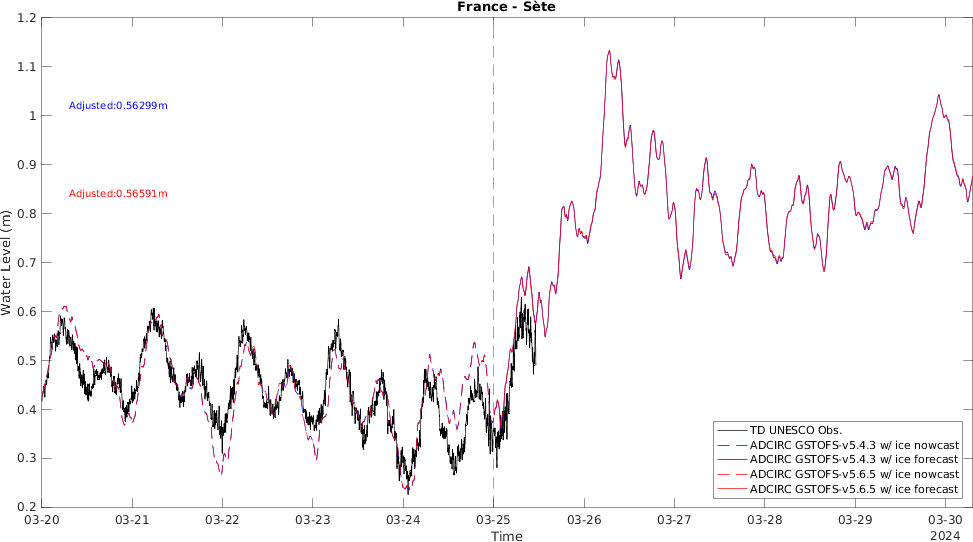 France - Sète
1.2
1.1
1
0.9
0.8
0.7
0.6
0.5
0.4
0.3
0.2
Water Level (m)
Adjusted:0.56299m
Adjusted:0.56591m
TD UNESCO Obs.
ADCIRC GSTOFS-v5.4.3 w/ ice nowcast
ADCIRC GSTOFS-v5.4.3 w/ ice forecast
ADCIRC GSTOFS-v5.6.5 w/ ice nowcast
ADCIRC GSTOFS-v5.6.5 w/ ice forecast
03-20 03-21 03-22 03-23 03-24 03-25 03-26 03-27 03-28 03-29 03-30
2024
Time